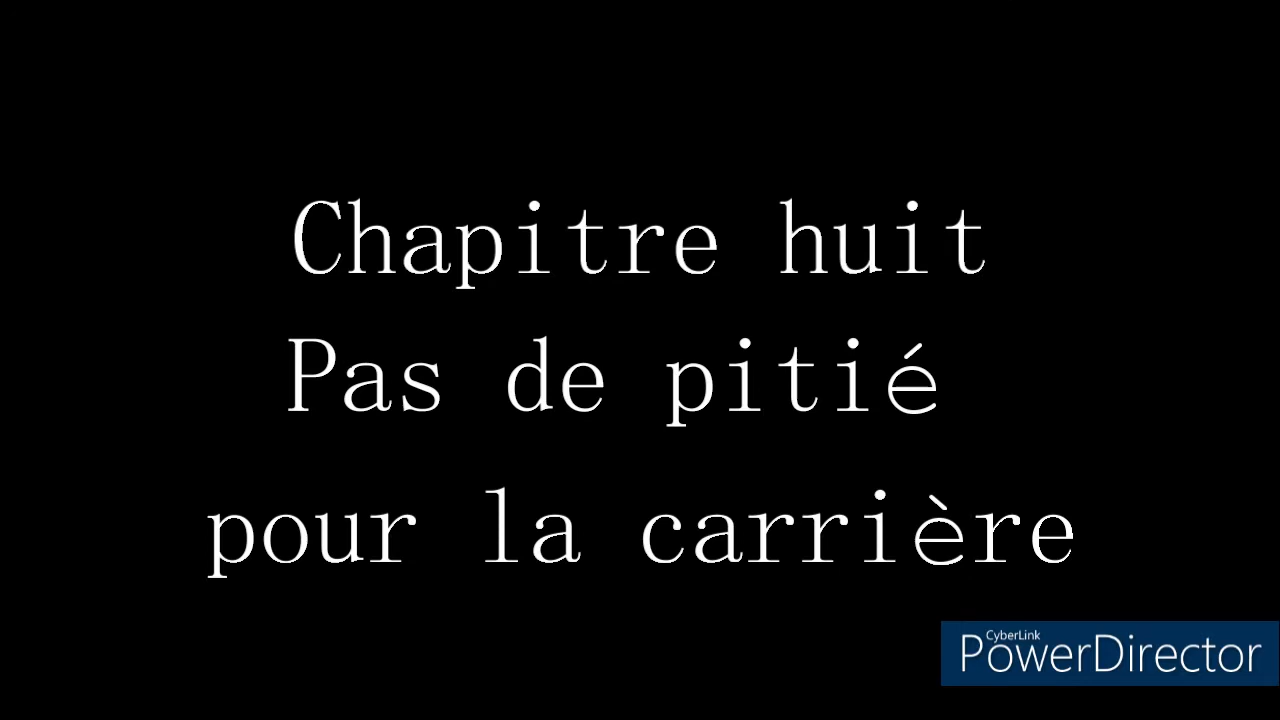 Chapitre huit
Pas de pitié
pour la carrière
CyberLink
PowerDirector